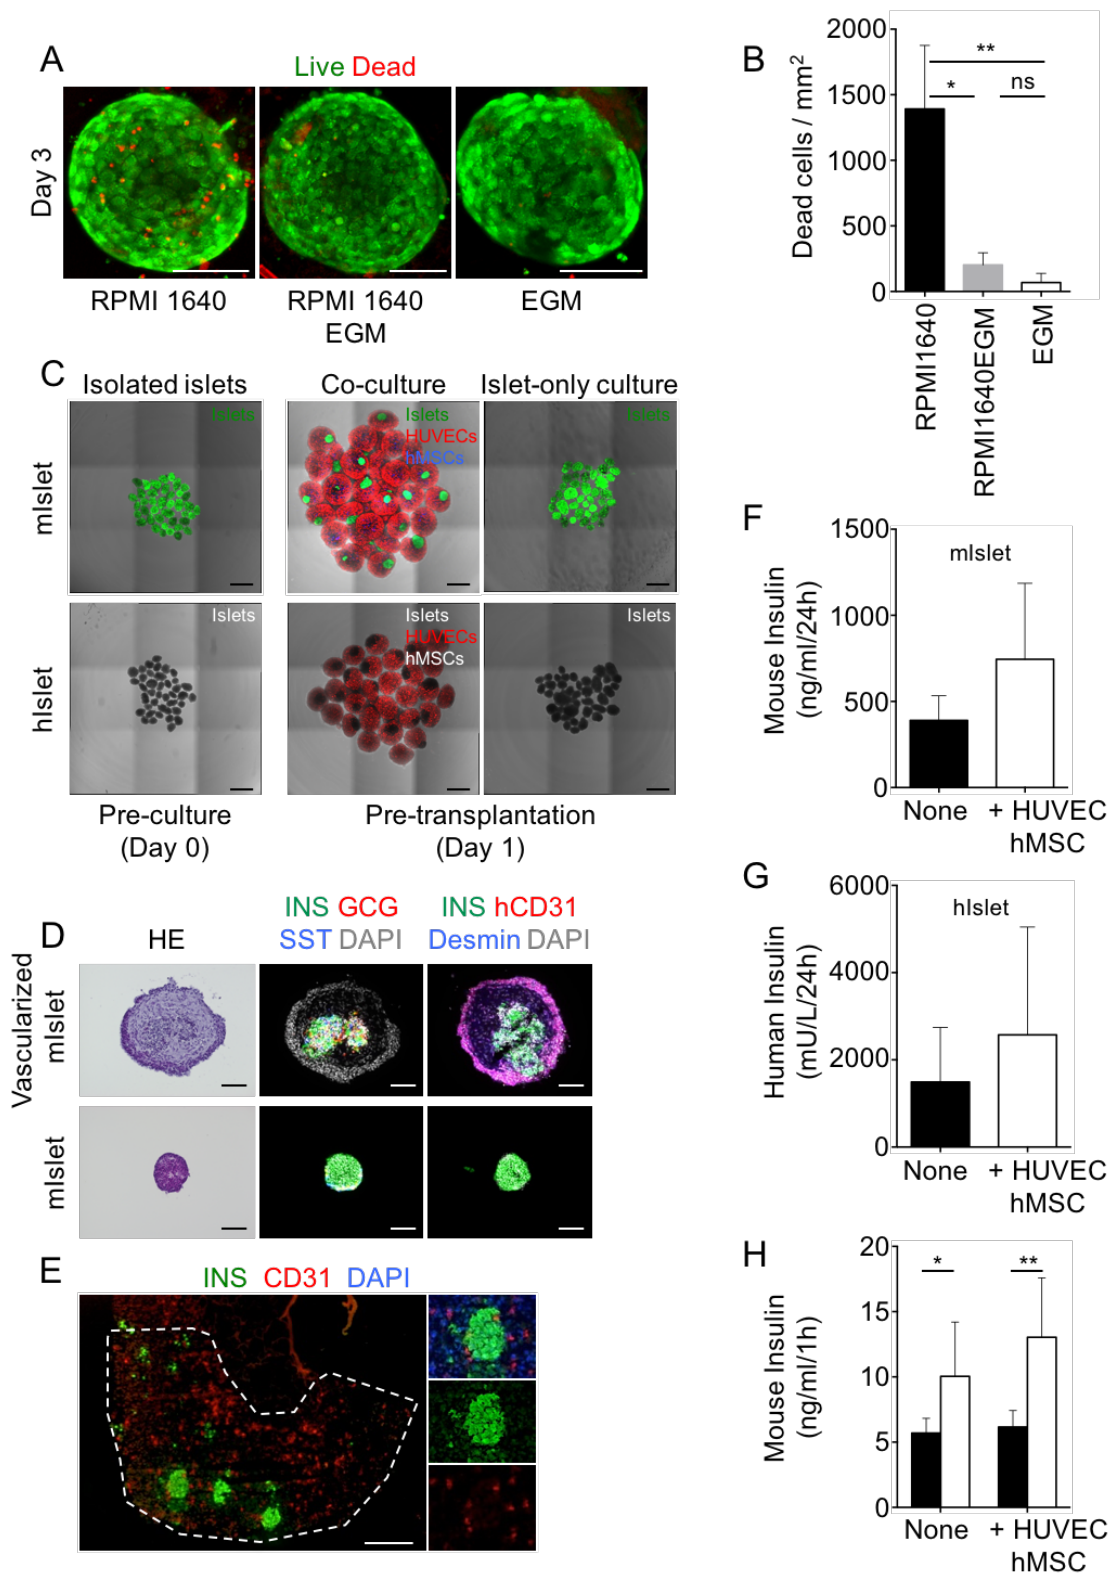 A
Live Dead
Day 3
RPMI 1640
RPMI 1640
EGM
EGM
B
Dead cells / mm2
2000
1500
1000
500
0
**
*
ns
RPMI1640
RPMI1640EGM
EGM
C
Isolated islets
Co-culture
Islet-only culture
mIslet
Islets
Islets
HUVECs
hMSCs
Islets
hIslet
Islets
Islets
HUVECs
hMSCs
Islets
Pre-culture
(Day 0)
Pre-transplantation
(Day 1)
D
HE
INS GCG
SST DAPI
INS hCD31
Desmin DAPI
Vascularized
mIslet
mIslet
E
INS CD31 DAPI
F
Mouse Insulin
(ng/ml/24h)
1500
1000
500
0
mIslet
None
+ HUVEC
hMSC
G
Human Insulin
(mU/L/24h)
6000
4000
2000
0
hIslet
None
+ HUVEC
hMSC
H
Mouse Insulin
(ng/ml/1h)
20
15
10
5
0
*
**
None
+ HUVEC
hMSC